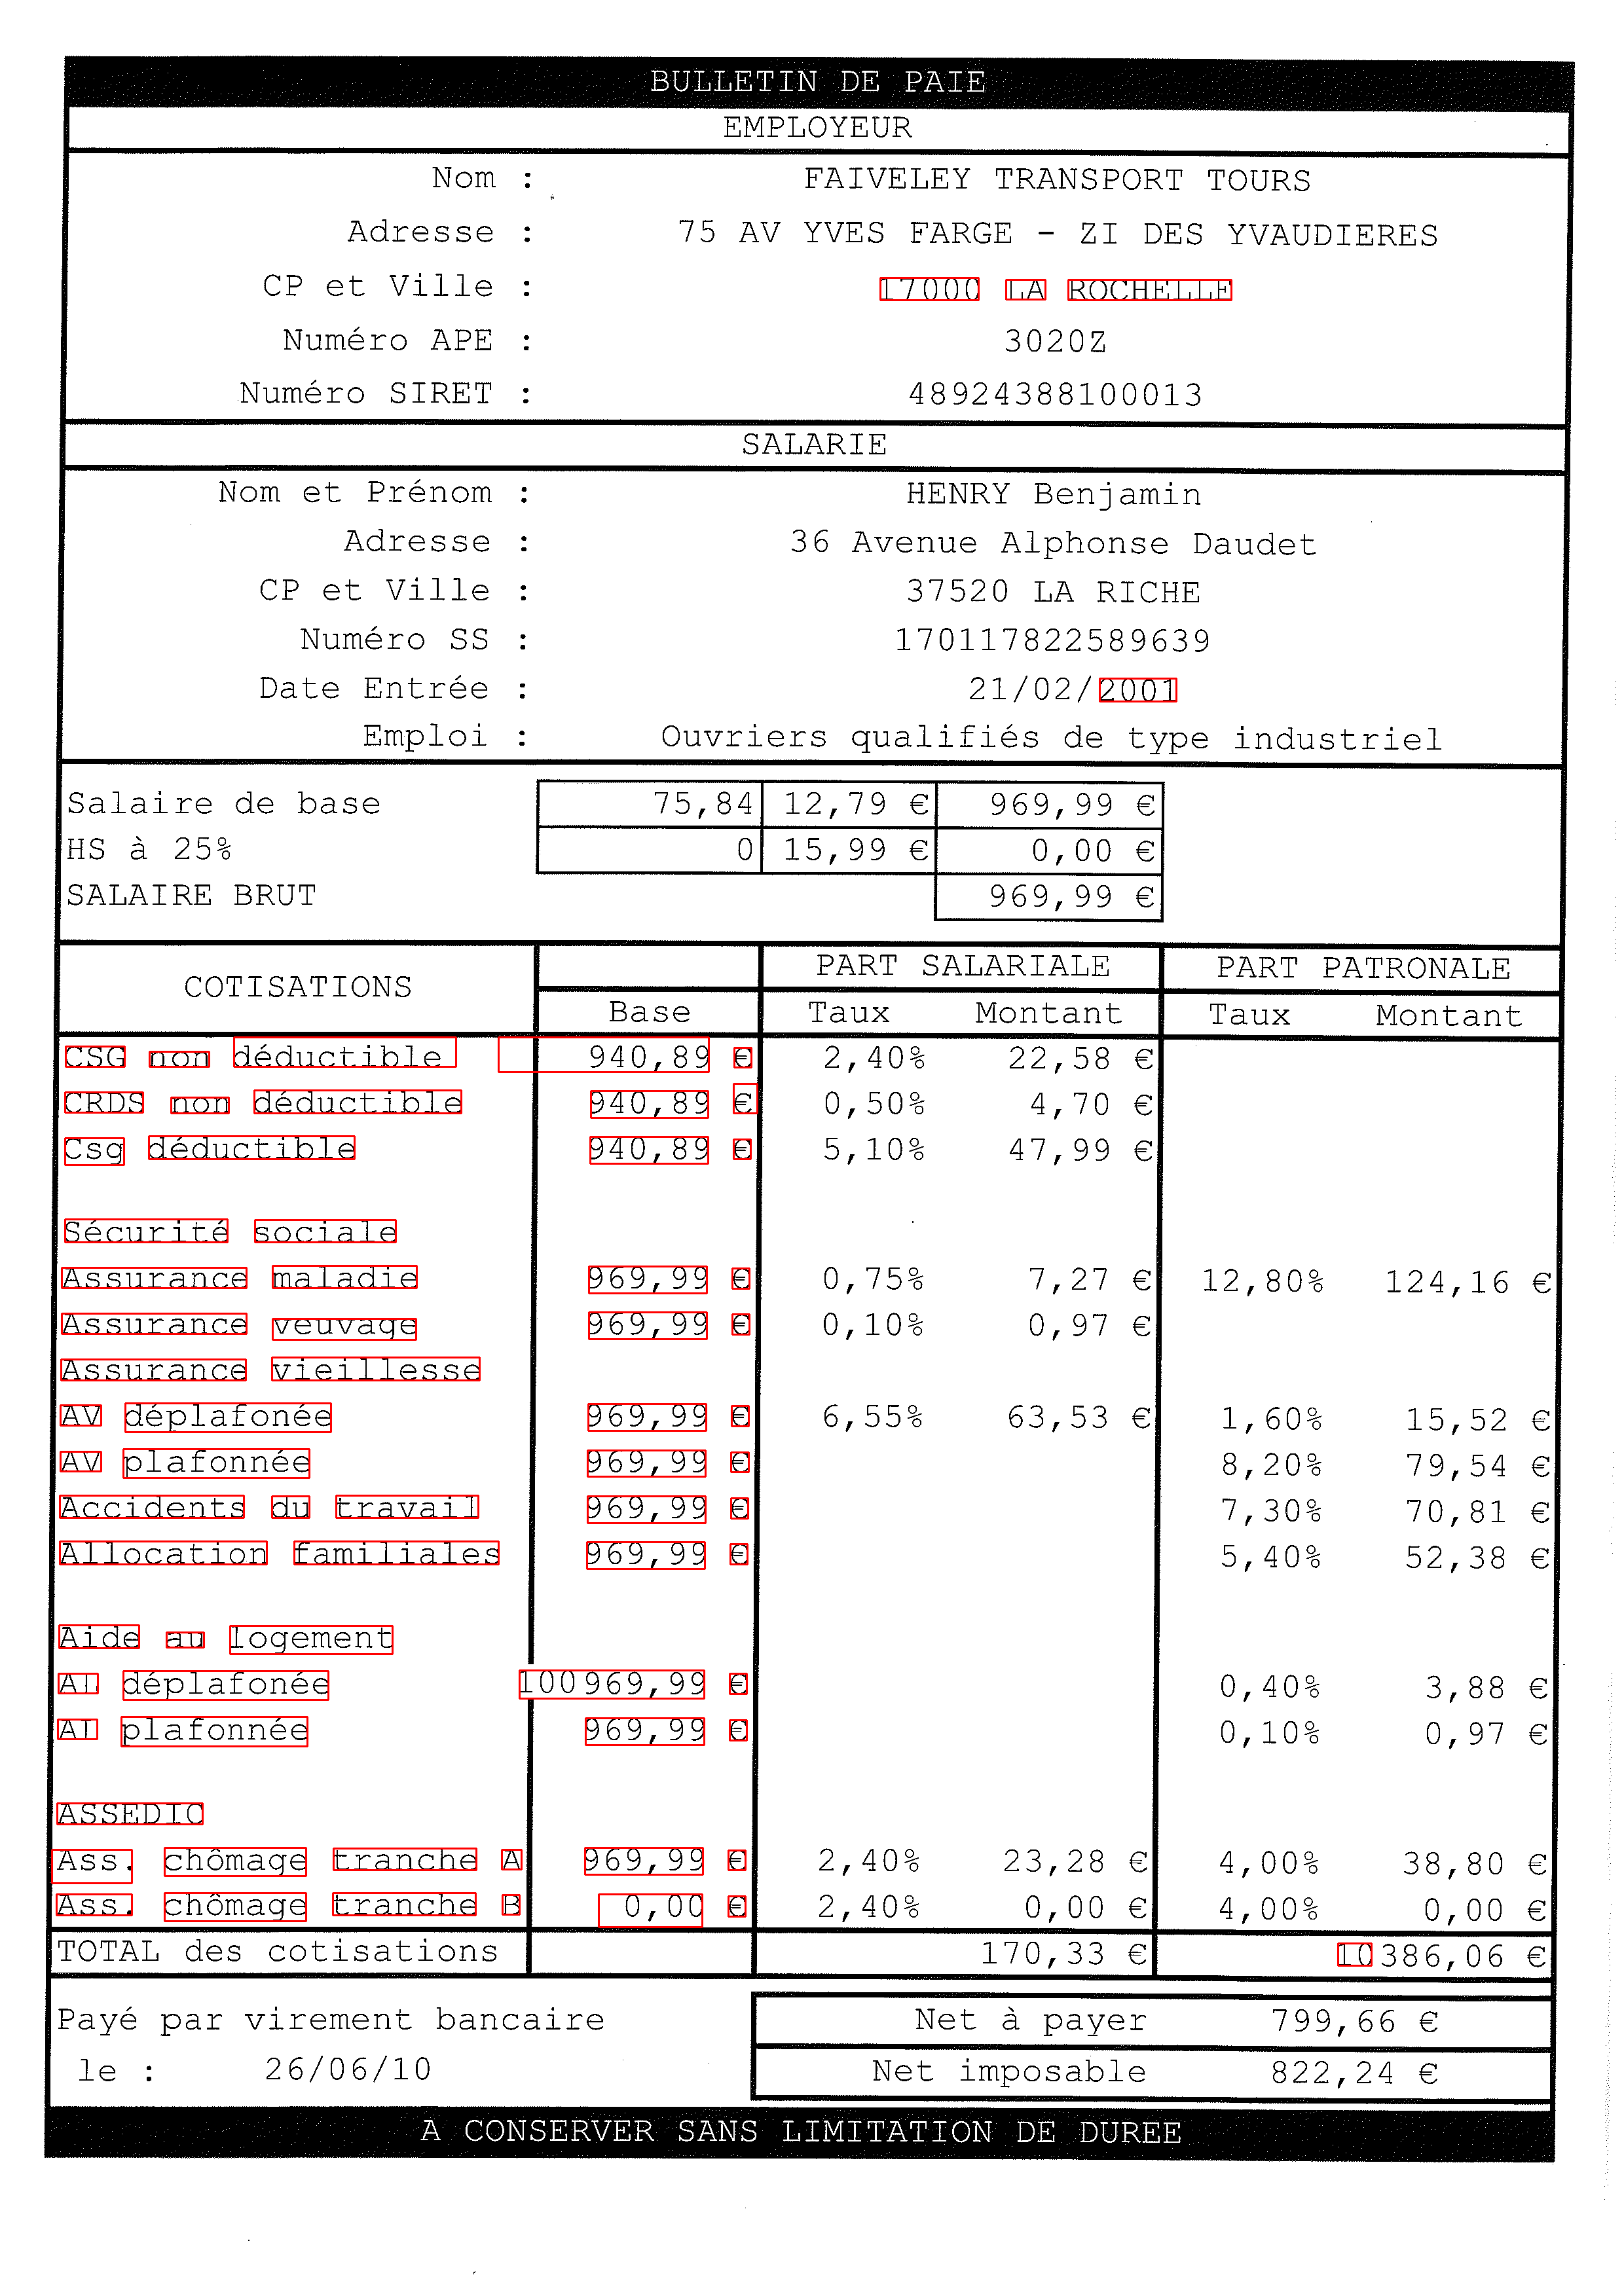 BULLETIN DE PAIE
EMPLOYEUR
Nom : FAIVELEY TRANSPORT TOURS
Adresse : 75 AV YVES FARGE - ZI DES YVAUDIERES
CP et Ville : 17000 LA ROCHELLE
Numéro APE : 3020Z
Numéro SIRET : 48924388100013
SALARIE
Nom et Prénom : HENRY Benjamin
Adresse : 36 Avenue Alphonse Daudet
CP et Ville : 37520 LA RICHE
Numéro SS : 170117822589639
Date Entrée : 21/02/2001
Emploi : Ouvriers qualifiés de type industriel
Salaire de base 75,84 12,79 € 969,99 €
HS à 25% 0 15,99 € 0,00 €
SALAIRE BRUT 969,99 €
COTISATIONS PART SALARIALE PART PATRONALE
Base Taux Montant Taux Montant
CSG non déductible 940,89 € 2,40% 22,58 €
CRDS non déductible 940,89 € 0,50% 4,70 €
Csg déductible 940,89 € 5,10% 47,99 €
Sécurité sociale
Assurance maladie 969,99 € 0,75% 7,27 € 12,80% 124,16 €
Assurance veuvage 969,99 € 0,10% 0,97 €
Assurance vieillesse
AV déplafonée 969,99 € 6,55% 63,53 € 1,60% 15,52 €
AV plafonnée 969,99 € 8,20% 79,54 €
Accidents du travail 969,99 € 7,30% 70,81 €
Allocation familiales 969,99 € 5,40% 52,38 €
Aide au logement
AL déplafonée 100969,99 € 0,40% 3,88 €
AL plafonnée 969,99 € 0,10% 0,97 €
ASSEDIC
Ass. chômage tranche A 969,99 € 2,40% 23,28 € 4,00% 38,80 €
Ass. chômage tranche B 0,00 € 2,40% 0,00 € 4,00% 0,00 €
TOTAL des cotisations 170,33 € 10386,06 €
Payé par virement bancaire Net à payer 799,66 €
le : 26/06/10 Net imposable 822,24 €
A CONSERVER SANS LIMITATION DE DUREE